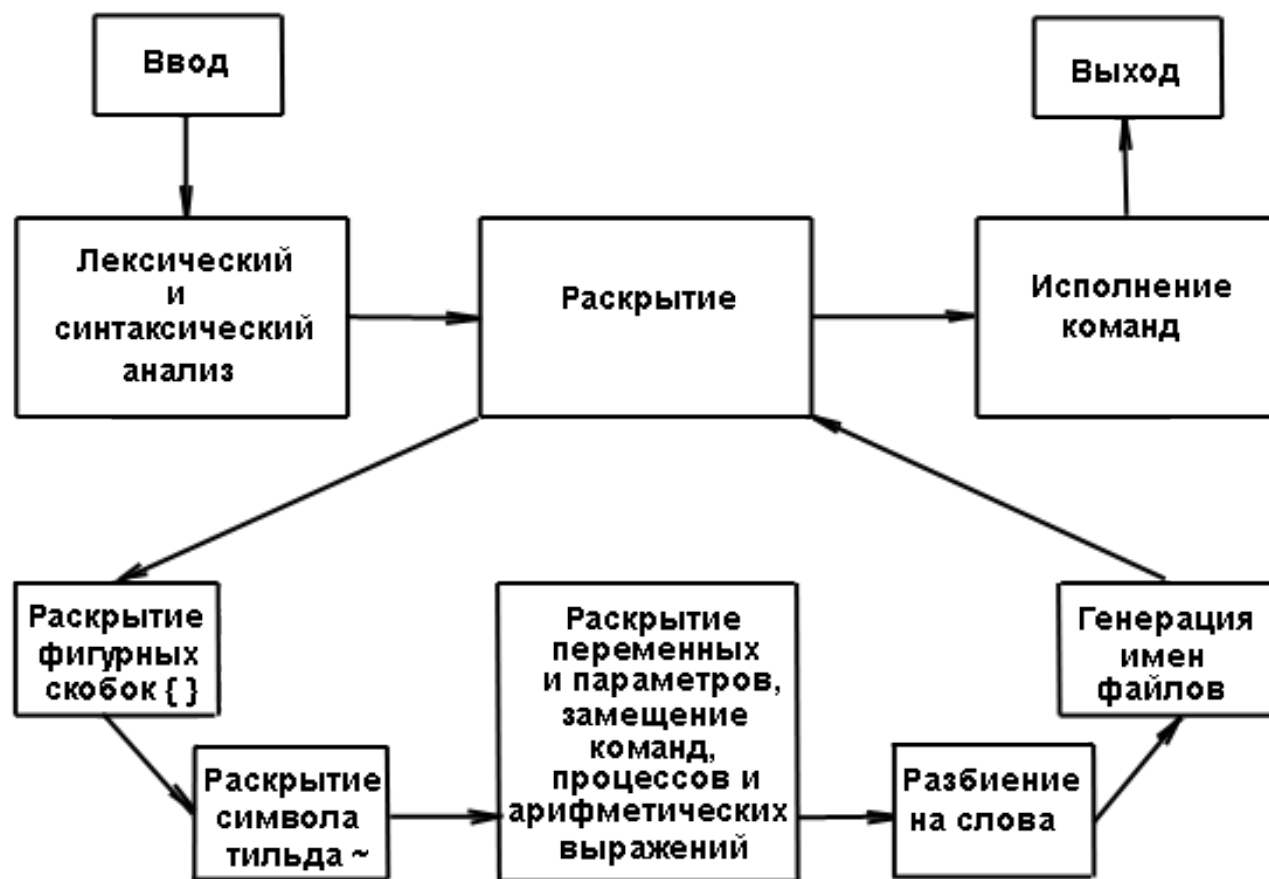 Ввод
Выход
Лексический
и
синтаксический
анализ
Раскрытие
Исполнение
команд
Раскрытие
фигурных
скобок { }
Раскрытие
символа
тильда ~
Раскрытие
переменных
и параметров,
замещение
команд,
процессов и
арифметических
выражений
Разбиение
на слова
Генерация
имен
файлов